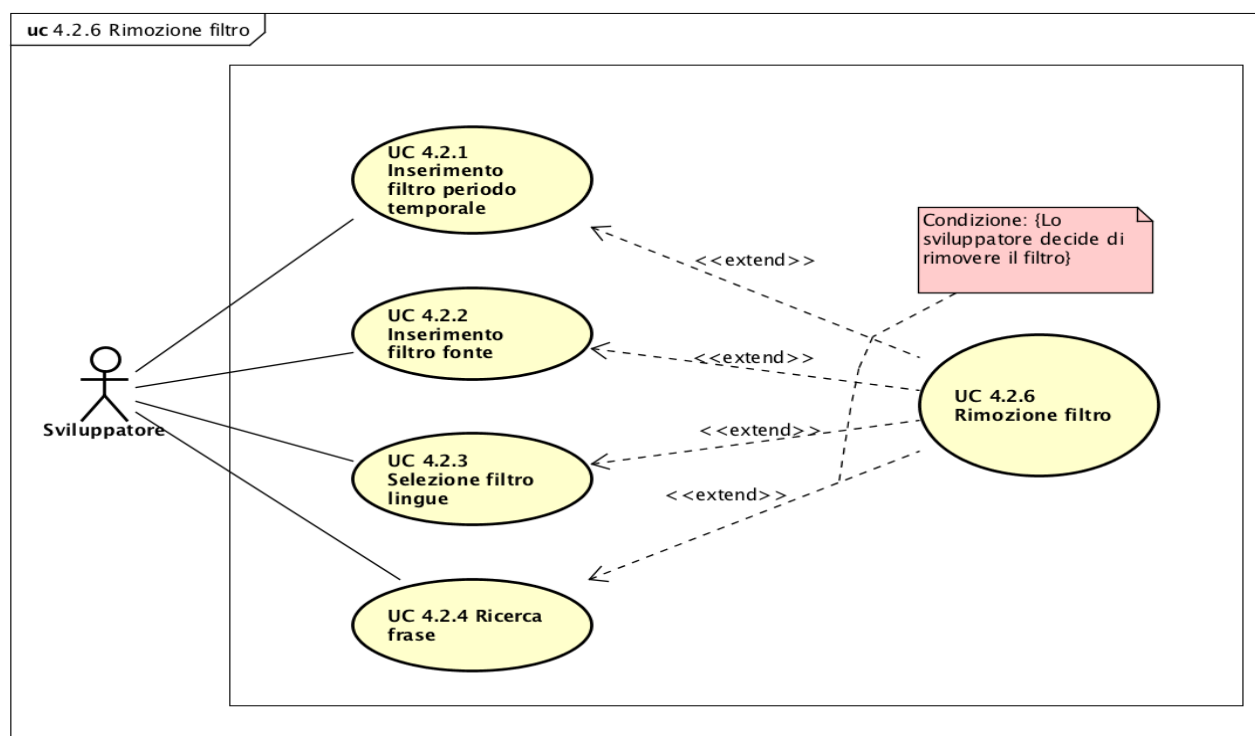 uc 4.2.6 Rimozione filtro
UC 4.2.1
Inserimento
filtro periodo
temporale
Condizione: {Lo
sviluppatore decide di
rimovere il filtro}
<<extend>>
UC 4.2.2
Inserimento
filtro fonte
<<extend>>
UC 4.2.6
Rimozione filtro
Sviluppatore
<<extend>>
UC 4.2.3
Selezione filtro
lingue
<<extend>>
UC 4.2.4 Ricerca
frase